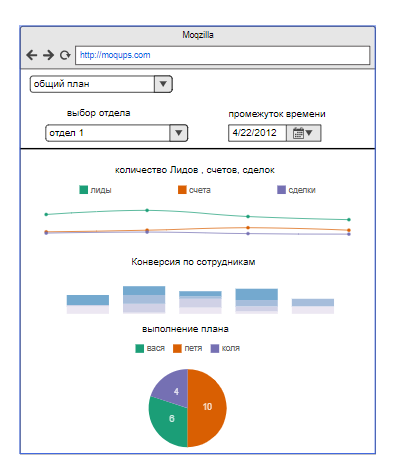 Moqzilla
http://moqups.com
общий план
выбор отдела
промежуток времени
отдел 1
4/22/2012
количество Лидов , счетов, сделок
лиды
счета
сделки
Конверсия по сотрудникам
выполнение плана
вася
петя
коля
4
10
6